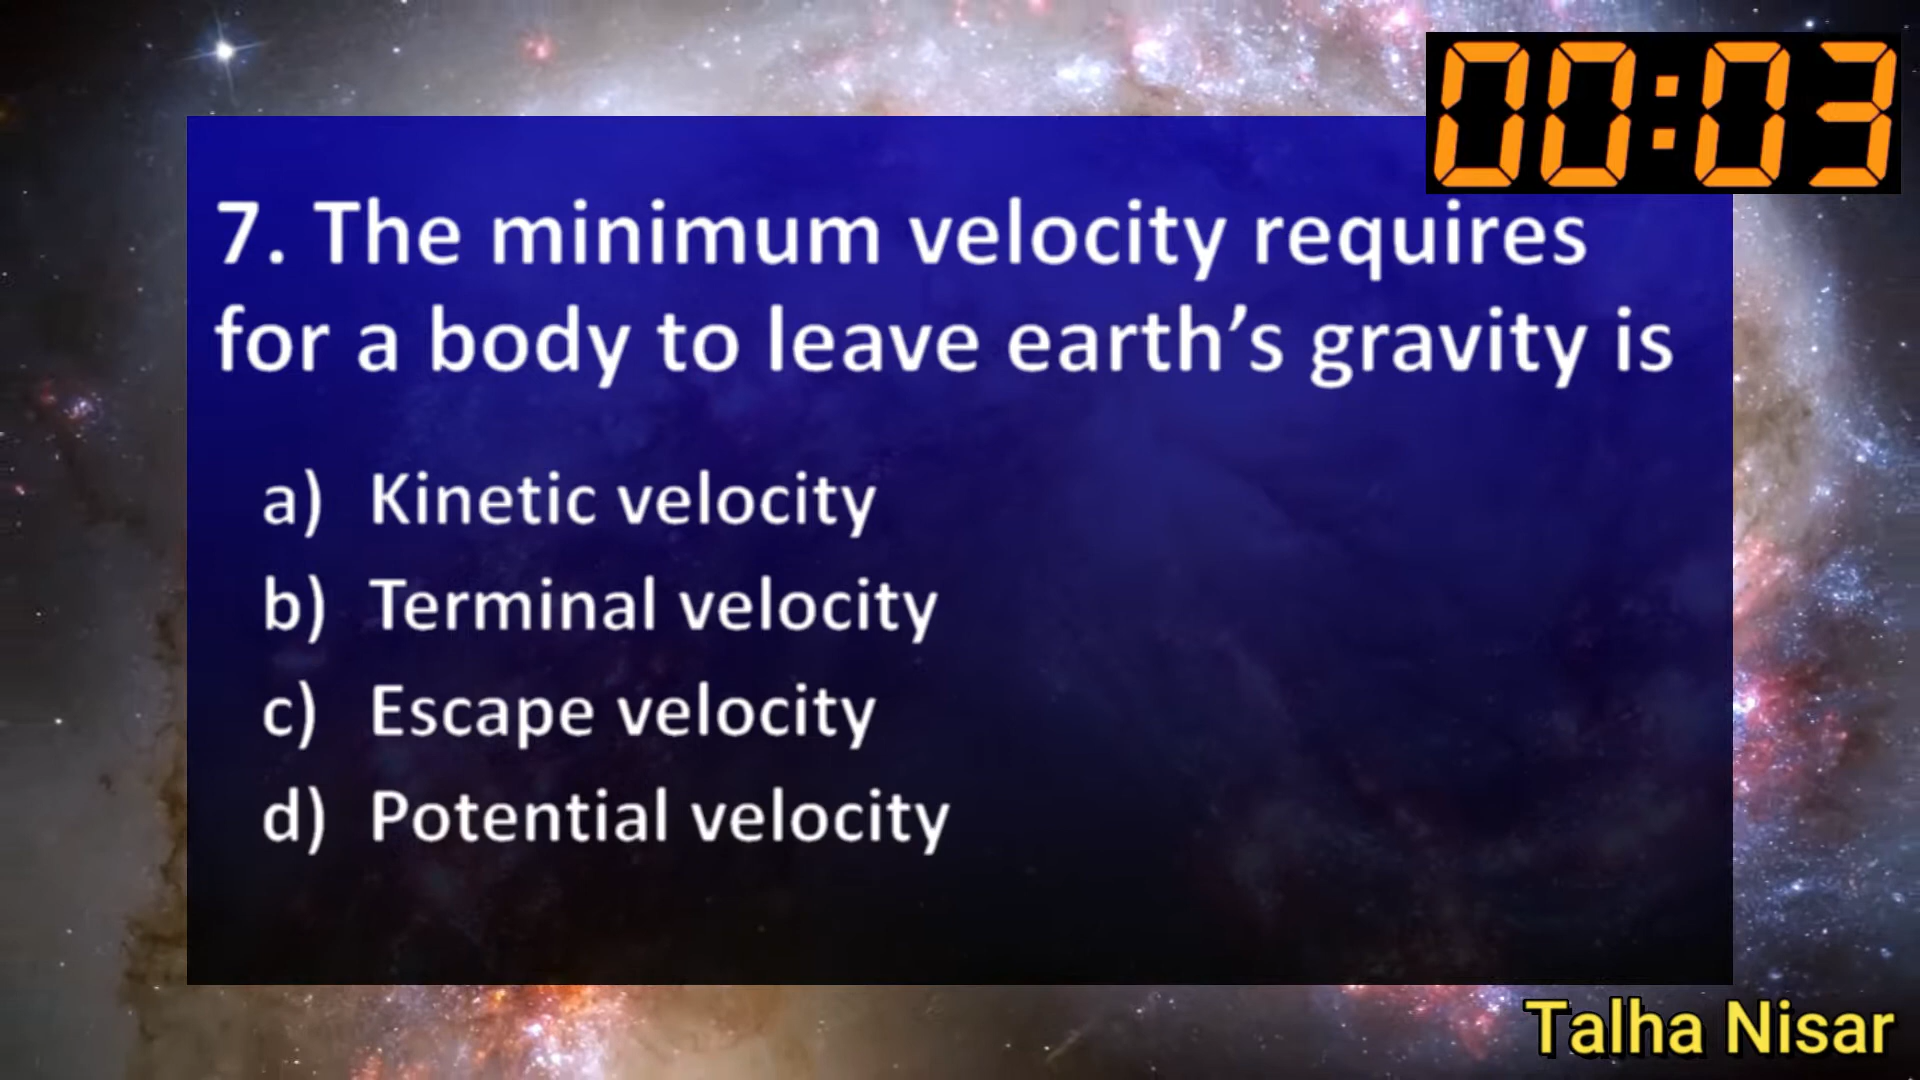 00:03
7. The minimum velocity requires
for a body to leave earth’s gravity is
a) Kinetic velocity
b) Terminal velocity
c) Escape velocity
d) Potential velocity
Talha Nisar